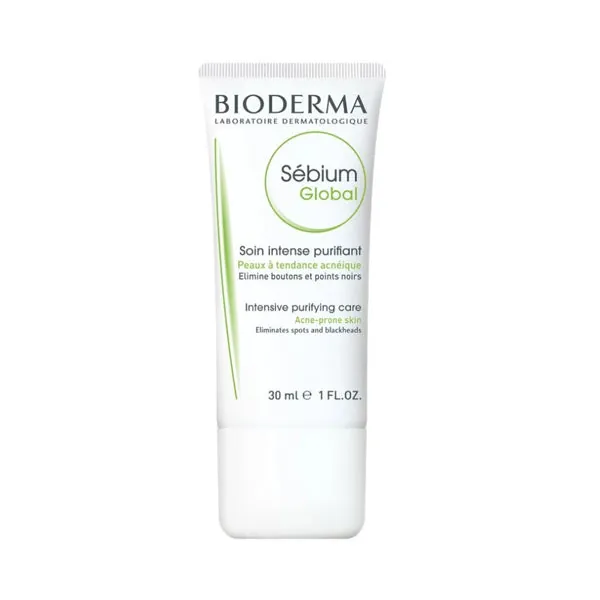 BIODERMA
LABORATOIRE DERMATOLOGIQUE
Sébium
Global
Soin intense purifiant
Peaux à tendance acnéique
Elimine boutons et points noirs
Intensive purifying care
Acne-prone skin
Eliminates spots and blackheads
30 ml ℮ 1 FL.OZ.